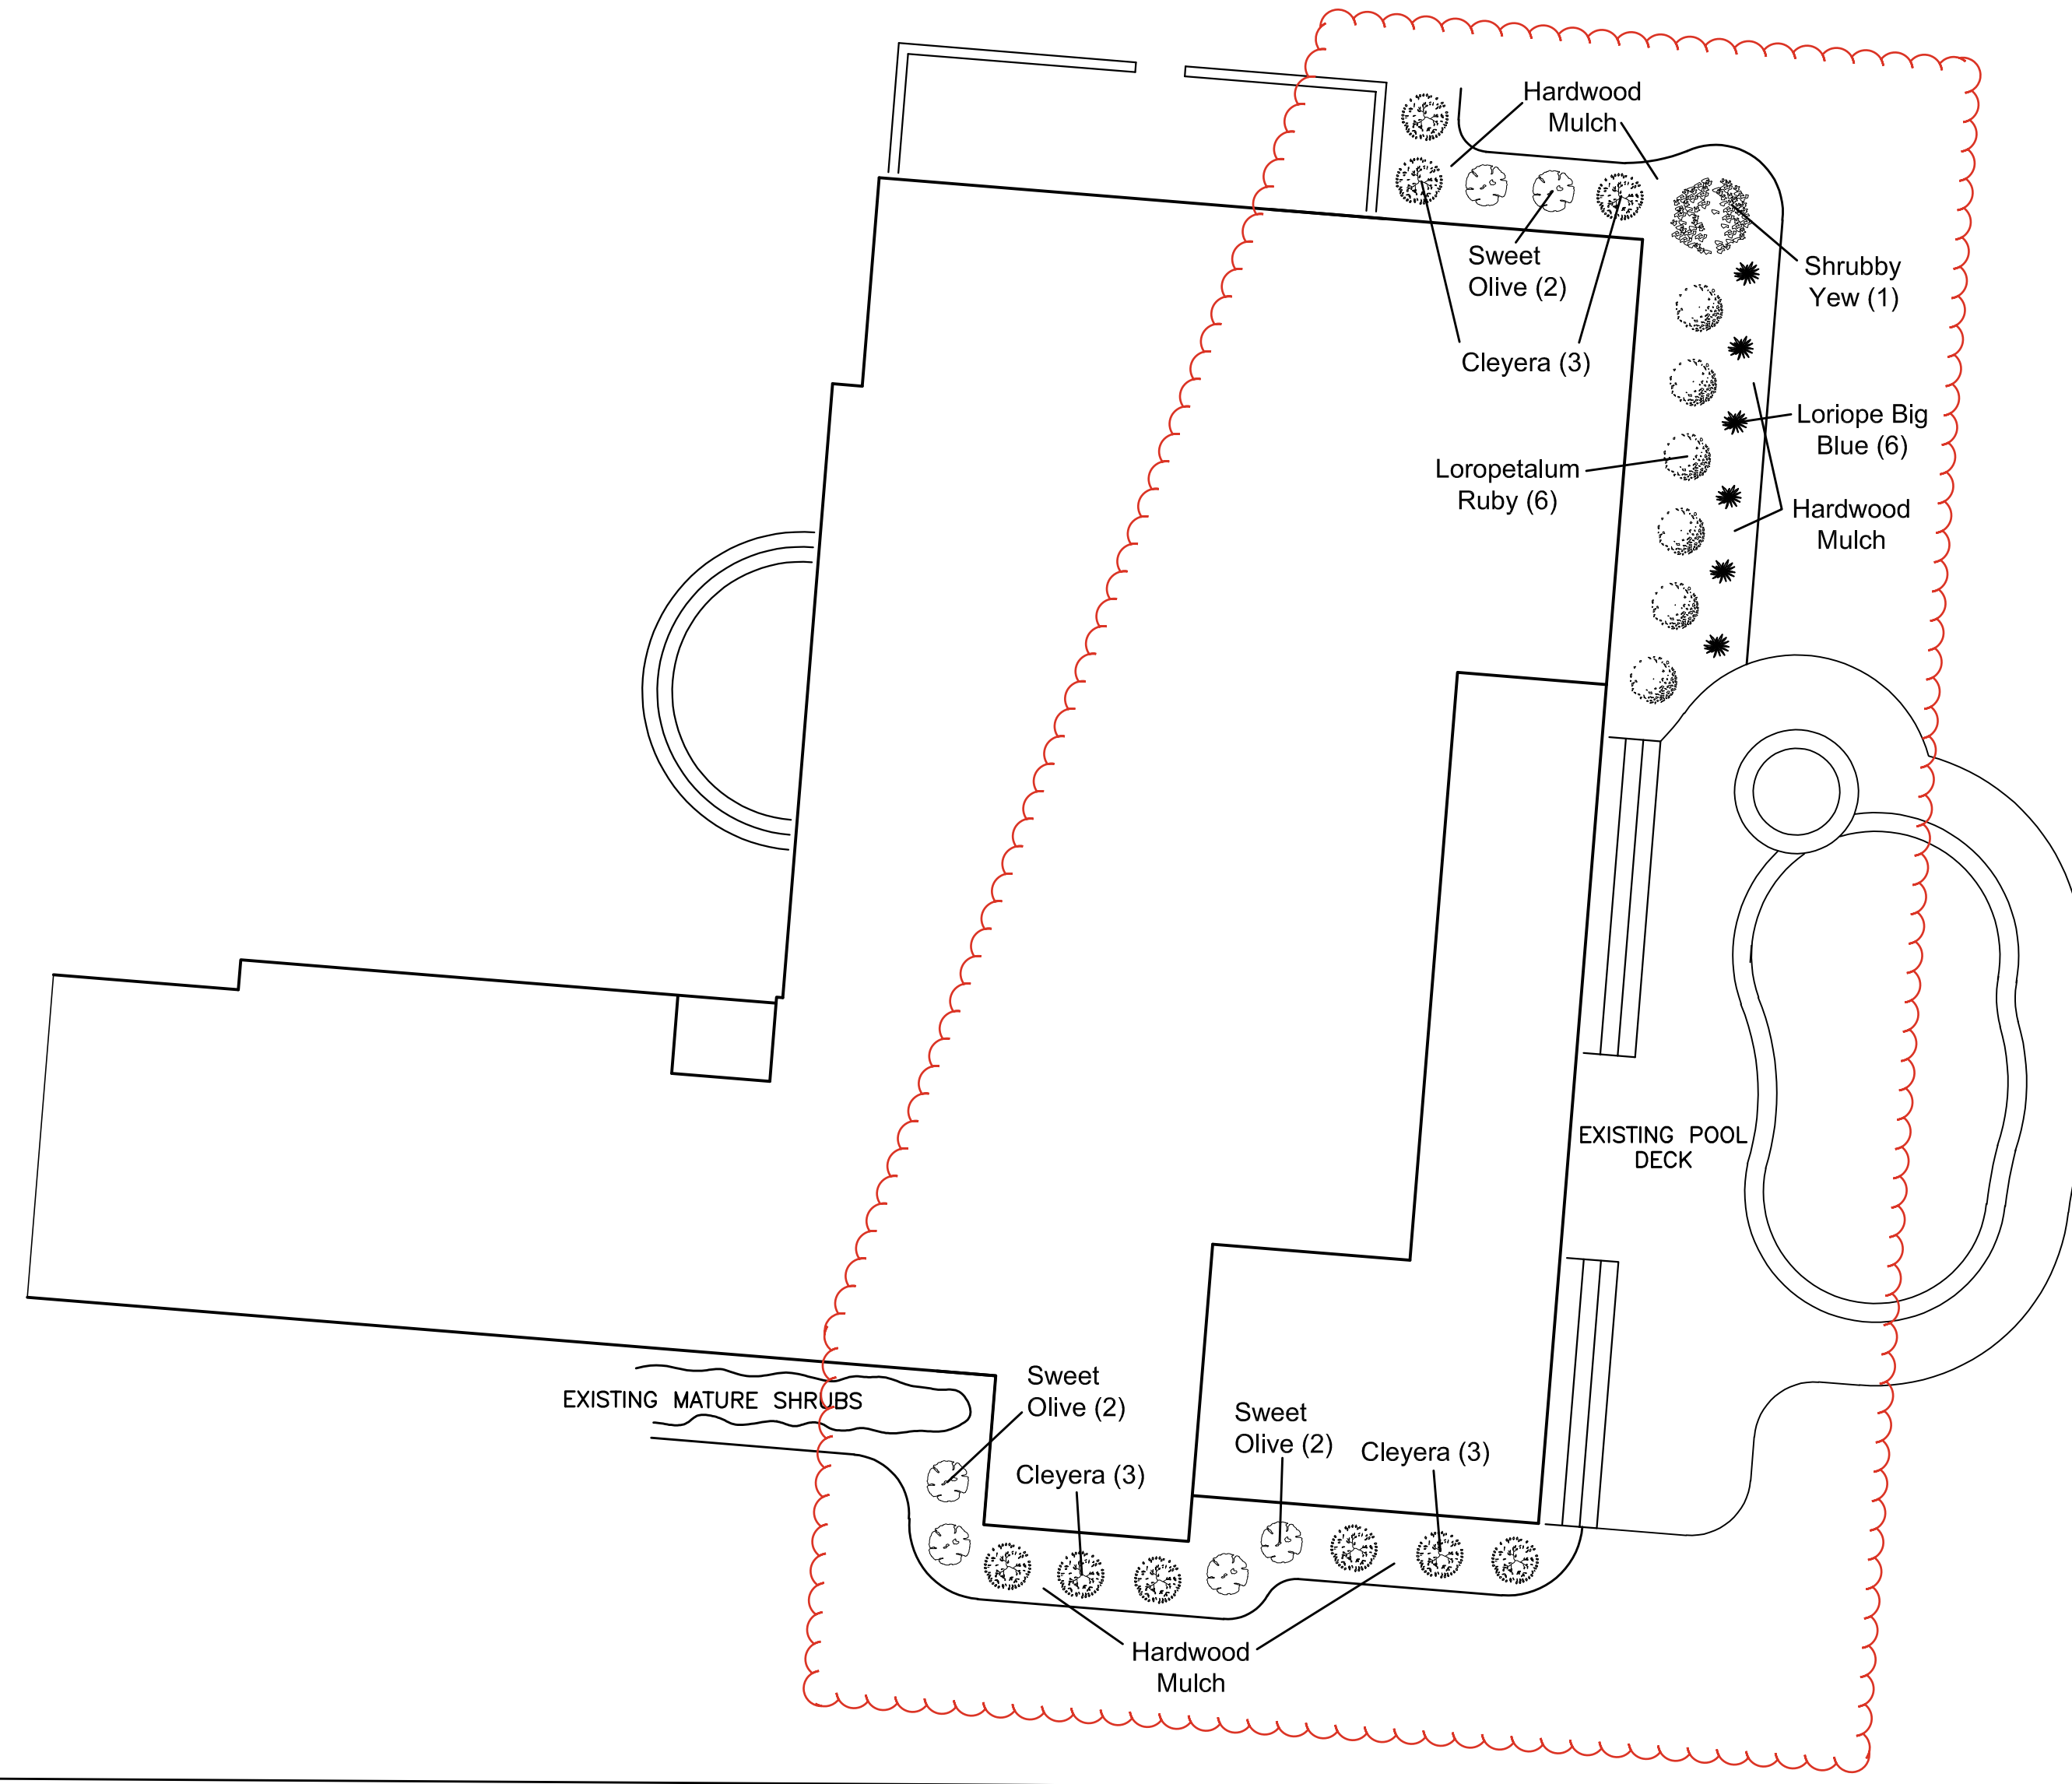 Hardwood
Mulch
Sweet
Olive (2)
Shrubby
Yew (1)
Cleyera (3)
Loriope Big
Blue (6)
Loropetalum
Ruby (6)
Hardwood
Mulch
EXISTING POOL
DECK
EXISTING MATURE SHRUBS
Sweet
Olive (2)
Sweet
Olive (2)
Cleyera (3)
Cleyera (3)
Hardwood
Mulch